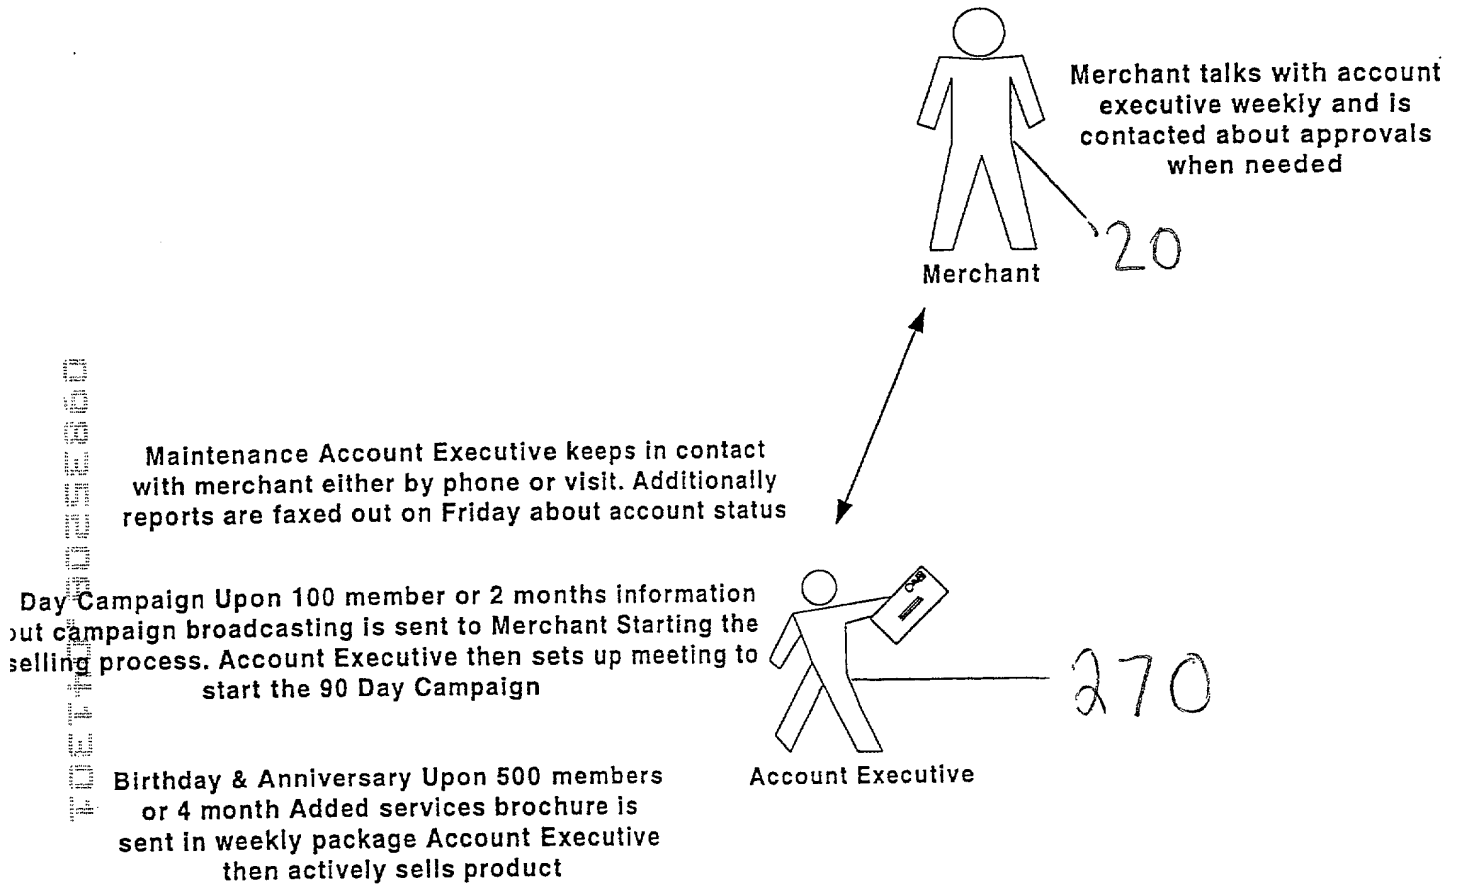 Merchant talks with account
executive weekly and is
contacted about approvals
when needed
20
Merchant
Maintenance Account Executive keeps in contact
with merchant either by phone or visit. Additionally
reports are faxed out on Friday about account status
Day Campaign Upon 100 member or 2 months information
out campaign broadcasting is sent to Merchant Starting the
selling process. Account Executive then sets up meeting to
start the 90 Day Campaign
270
Account Executive
Birthday & Anniversary Upon 500 members
or 4 month Added services brochure is
sent in weekly package Account Executive
then actively sells product